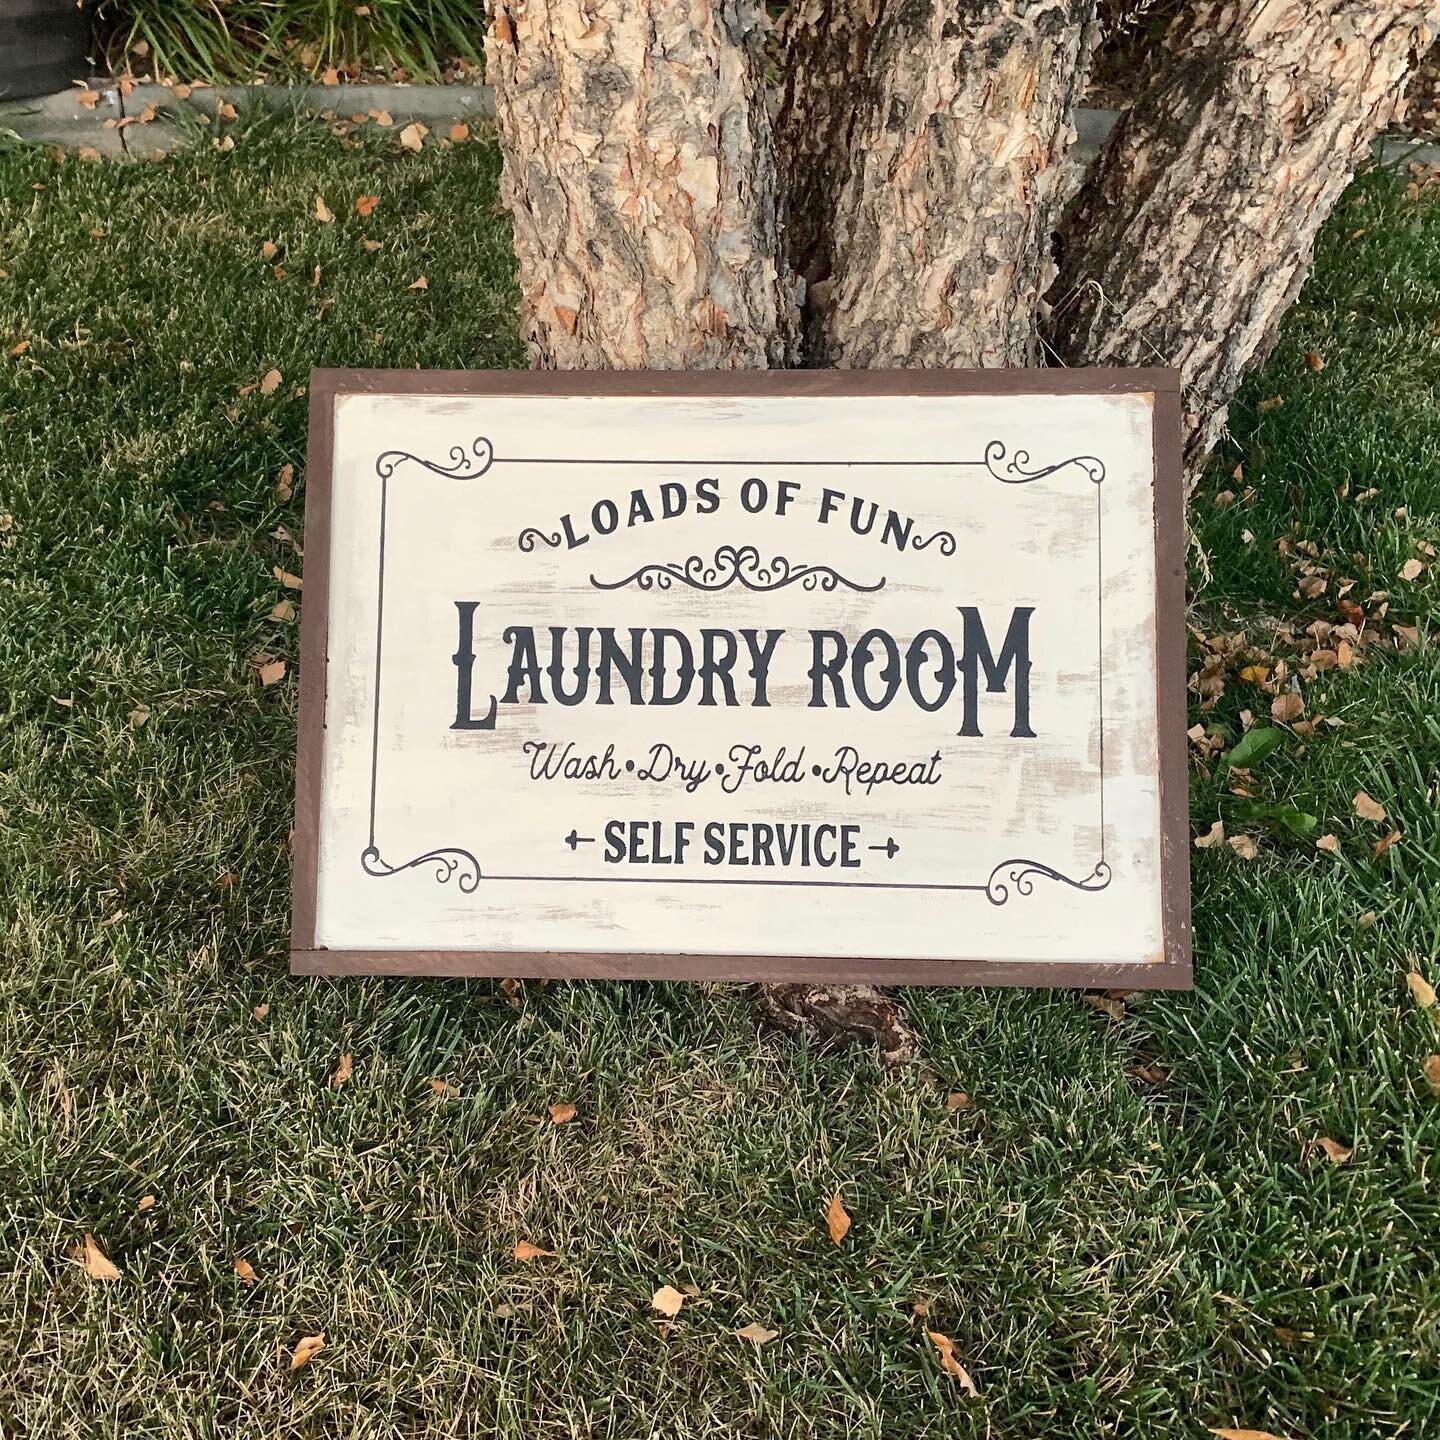 LOADS OF FUN
LAUNDRY ROOM
Wash•Dry•Fold•Repeat
SELF SERVICE